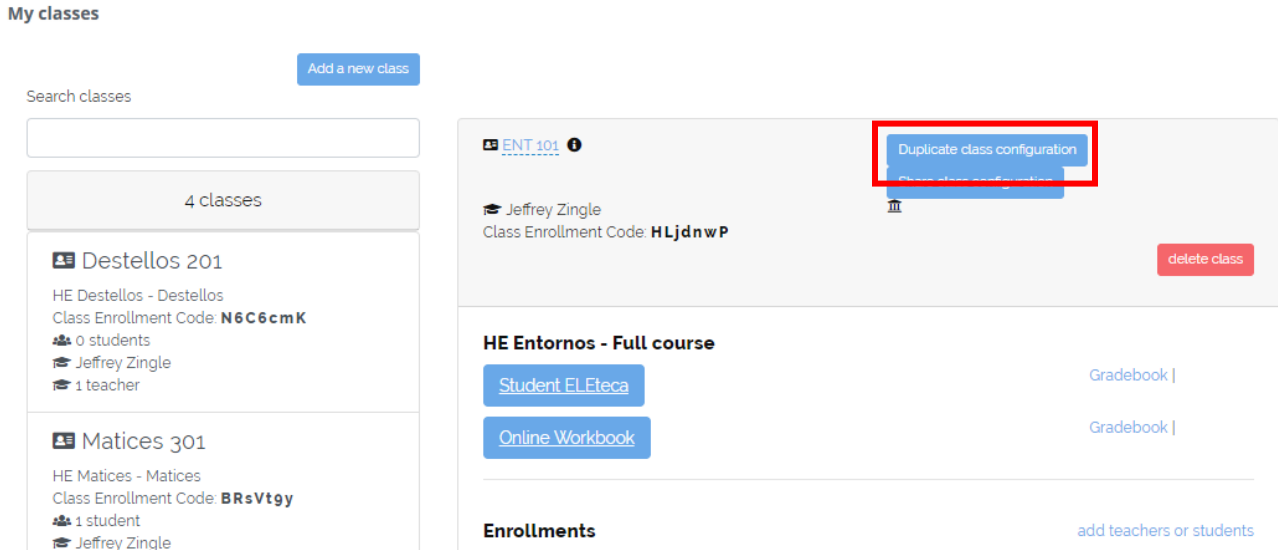 My classes
Add a new class
Search classes
4 classes
Destellos 201
HE Destellos - Destellos
Class Enrollment Code: N6C6cmK
0 students
Jeffrey Zingle
1 teacher
Matices 301
HE Matices - Matices
Class Enrollment Code: BRsVt9y
1 student
Jeffrey Zingle
ENT 101
Duplicate class configuration
Share class configuration
Jeffrey Zingle
Class Enrollment Code: HLjdnwP
delete class
HE Entornos - Full course
Student ELEteca
Gradebook |
Online Workbook
Gradebook |
Enrollments
add teachers or students